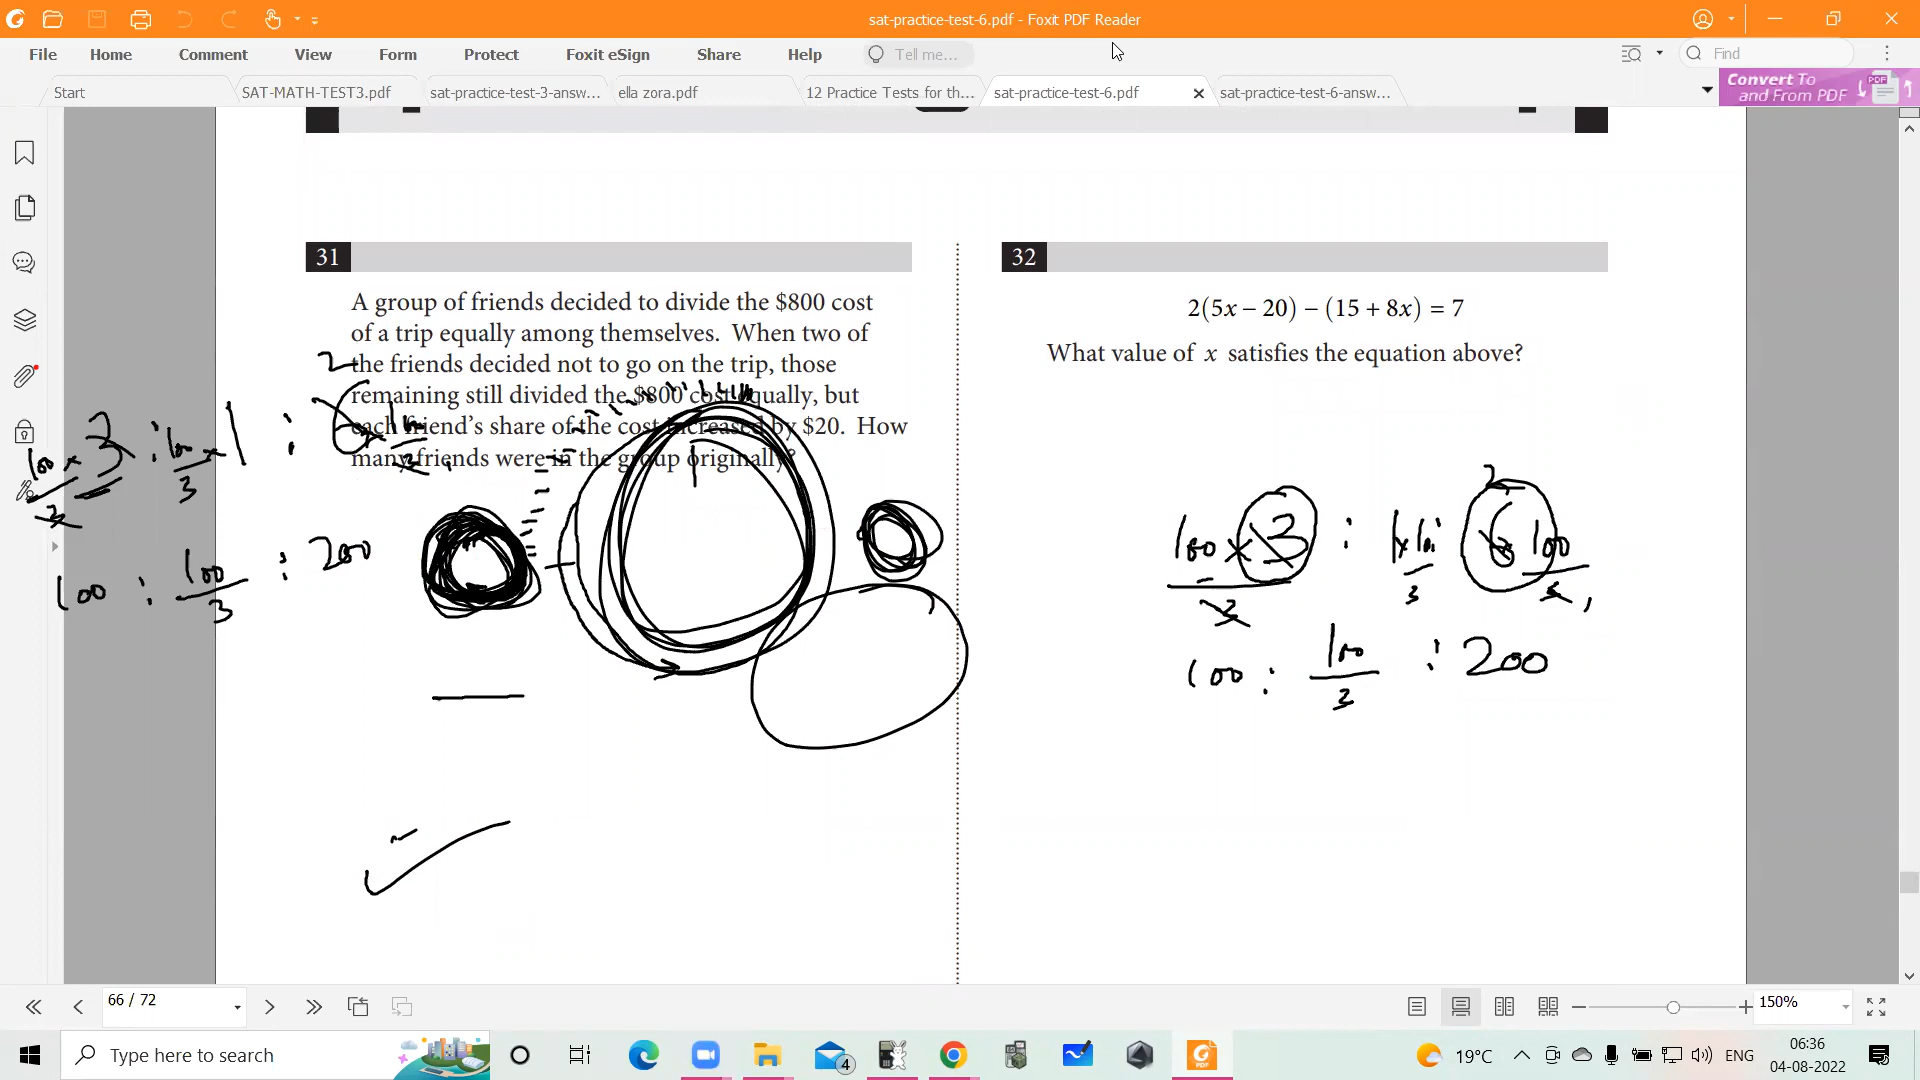 sat-practice-test-6.pdf - Foxit PDF Reader
File Home Comment View Form Protect Foxit eSign Share Help Tell me... Find
Start SAT-MATH-TEST3.pdf sat-practice-test-3-answ... ella zora.pdf 12 Practice Tests for th... sat-practice-test-6.pdf sat-practice-test-6-answ...
Convert To
and From PDF
PDF
31
A group of friends decided to divide the $800 cost
of a trip equally among themselves. When two of
the friends decided not to go on the trip, those
remaining still divided the $800 cost equally, but
each friend's share of the cost increased by $20. How
many friends were in the group originally?
100 : 100/3 : 200
32
2(5x − 20) − (15 + 8x) = 7
What value of x satisfies the equation above?
100 : 100/3 : 200
66 / 72
150%
Type here to search
4
19°C
ENG
06:36
04-08-2022